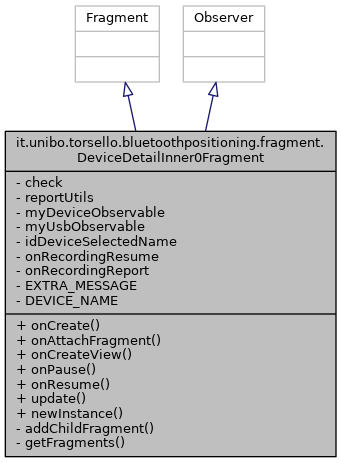 Fragment
Observer
it.unibo.torsello.bluetoothpositioning.fragment.
DeviceDetailInner0Fragment
- check
- reportUtils
- myDeviceObservable
- myUsbObservable
- idDeviceSelectedName
- onRecordingResume
- onRecordingReport
- EXTRA_MESSAGE
- DEVICE_NAME
+ onCreate()
+ onAttachFragment()
+ onCreateView()
+ onPause()
+ onResume()
+ update()
+ newInstance()
- addChildFragment()
- getFragments()